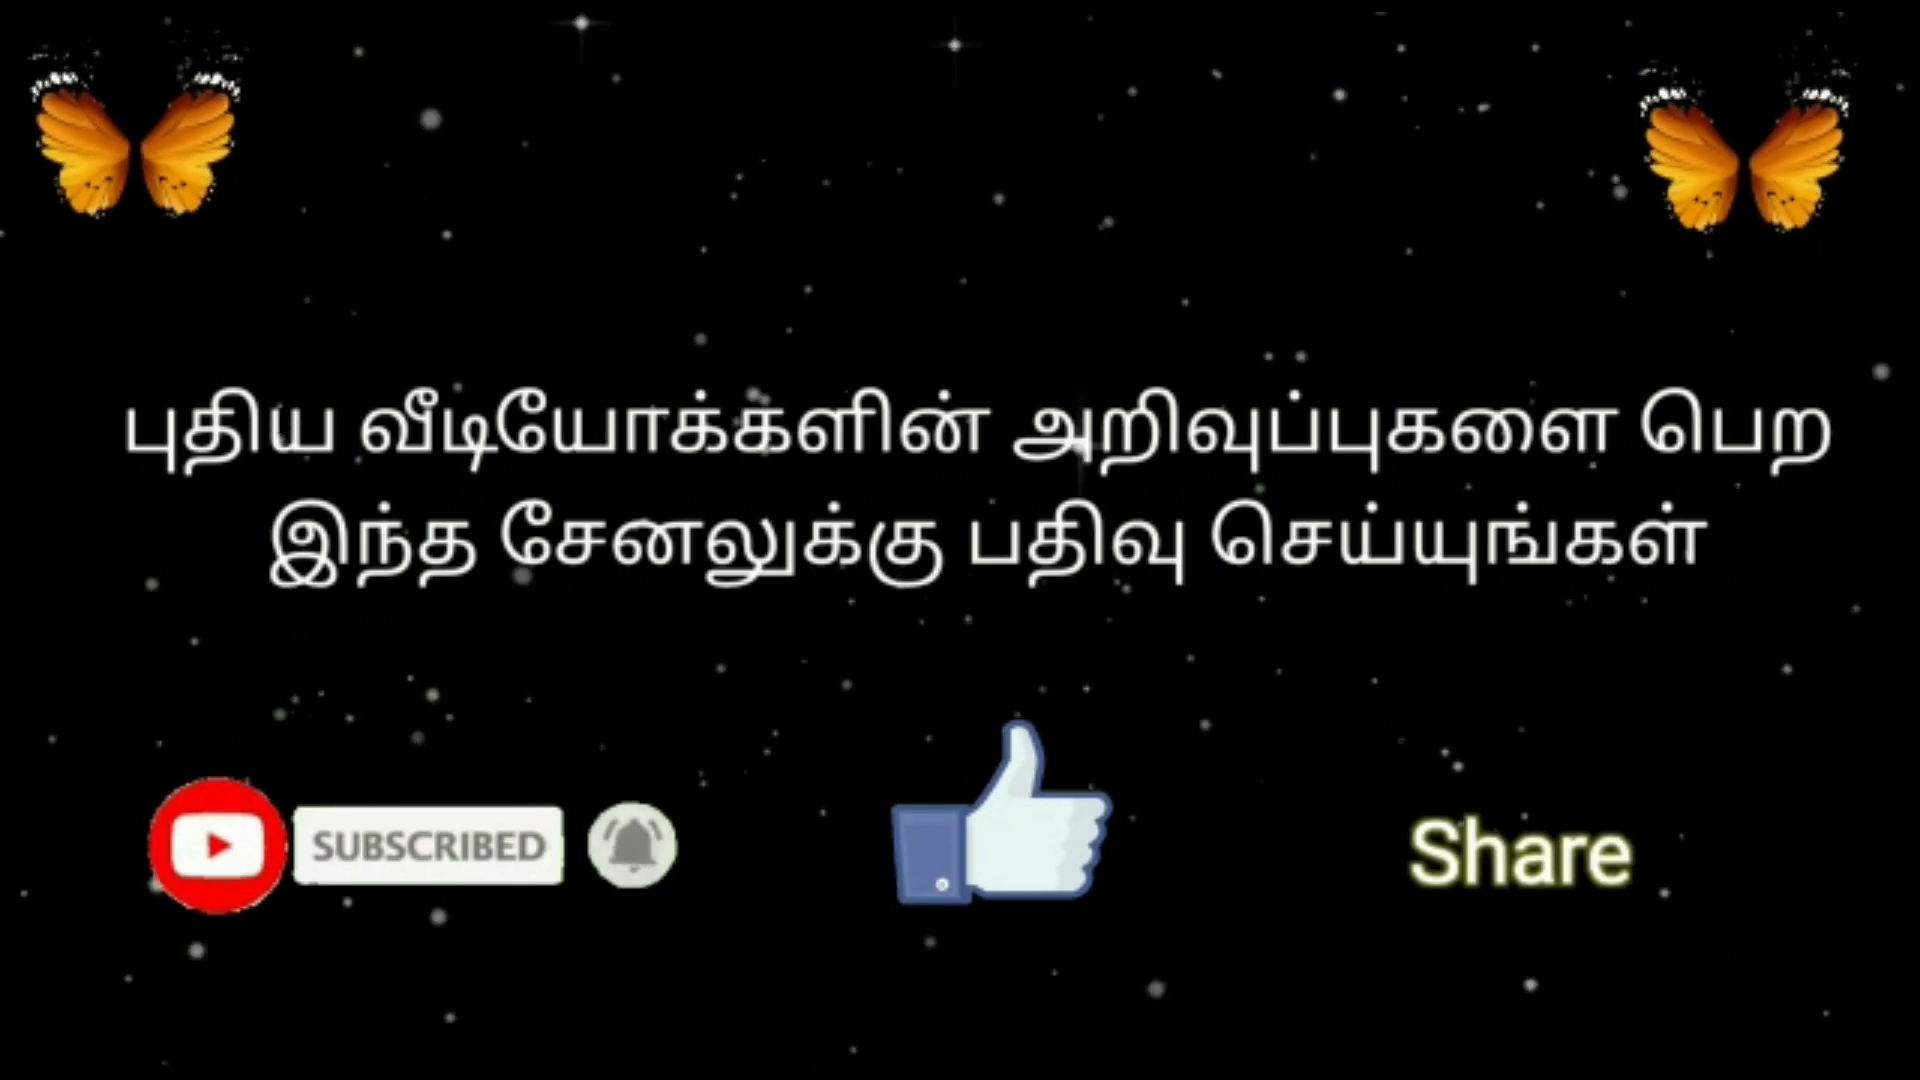 புதிய வீடியோக்களின் அறிவுப்புகளை பெற
இந்த சேனலுக்கு பதிவு செய்யுங்கள்
SUBSCRIBED
Share